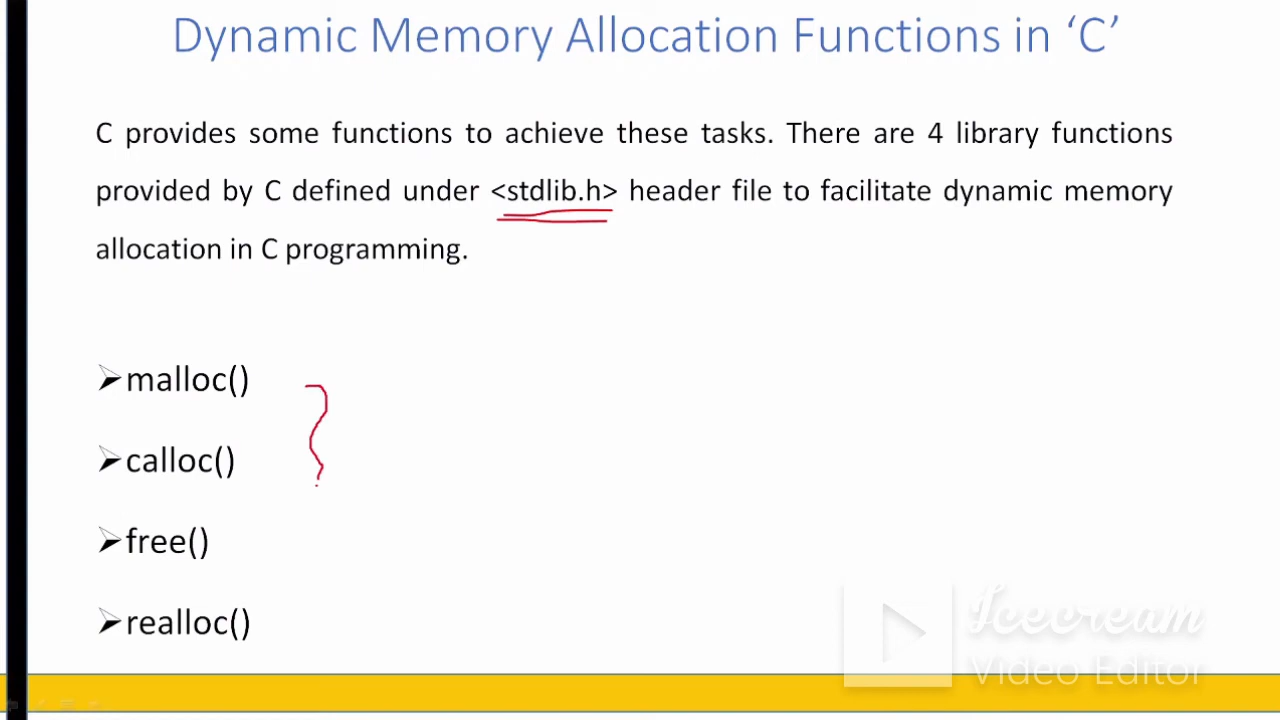 Dynamic Memory Allocation Functions in ‘C’
C provides some functions to achieve these tasks. There are 4 library functions
provided by C defined under <stdlib.h> header file to facilitate dynamic memory
allocation in C programming.
➢malloc()
➢calloc()
➢free()
➢realloc()
Icecream
Video Editor